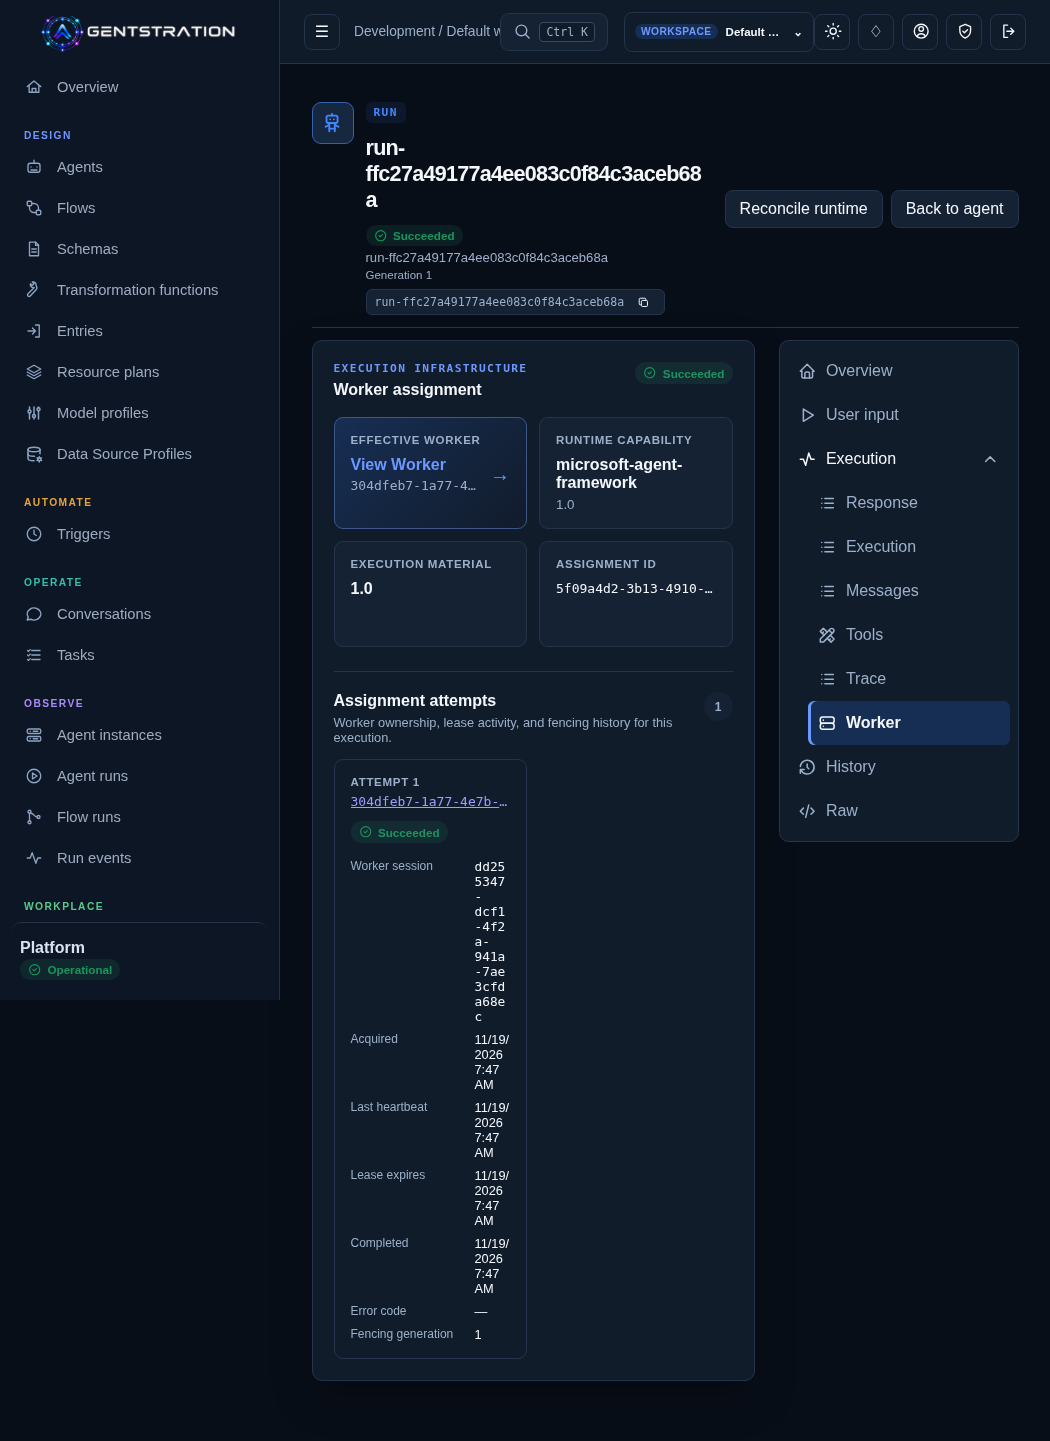 GENTSTRATION
Overview
DESIGN
Agents
Flows
Schemas
Transformation functions
Entries
Resource plans
Model profiles
Data Source Profiles
AUTOMATE
Triggers
OPERATE
Conversations
Tasks
OBSERVE
Agent instances
Agent runs
Flow runs
Run events
WORKPLACE
Platform
Operational
Development / Default w
Ctrl K
WORKSPACE Default …
RUN
run-
ffc27a49177a4ee083c0f84c3aceb68
a
Succeeded
run-ffc27a49177a4ee083c0f84c3aceb68a
Generation 1
run-ffc27a49177a4ee083c0f84c3aceb68a
Reconcile runtime
Back to agent
EXECUTION INFRASTRUCTURE
Worker assignment
Succeeded
EFFECTIVE WORKER
View Worker
304dfeb7-1a77-4… →
RUNTIME CAPABILITY
microsoft-agent-
framework
1.0
EXECUTION MATERIAL
1.0
ASSIGNMENT ID
5f09a4d2-3b13-4910-…
Assignment attempts
1
Worker ownership, lease activity, and fencing history for this
execution.
ATTEMPT 1
304dfeb7-1a77-4e7b-…
Succeeded
Worker session
dd25
5347
-
dcf1
-4f2
a-
941a
-7ae
3cfd
a68e
c
Acquired
11/19/
2026
7:47
AM
Last heartbeat
11/19/
2026
7:47
AM
Lease expires
11/19/
2026
7:47
AM
Completed
11/19/
2026
7:47
AM
Error code —
Fencing generation 1
Overview
User input
Execution
Response
Execution
Messages
Tools
Trace
Worker
History
Raw